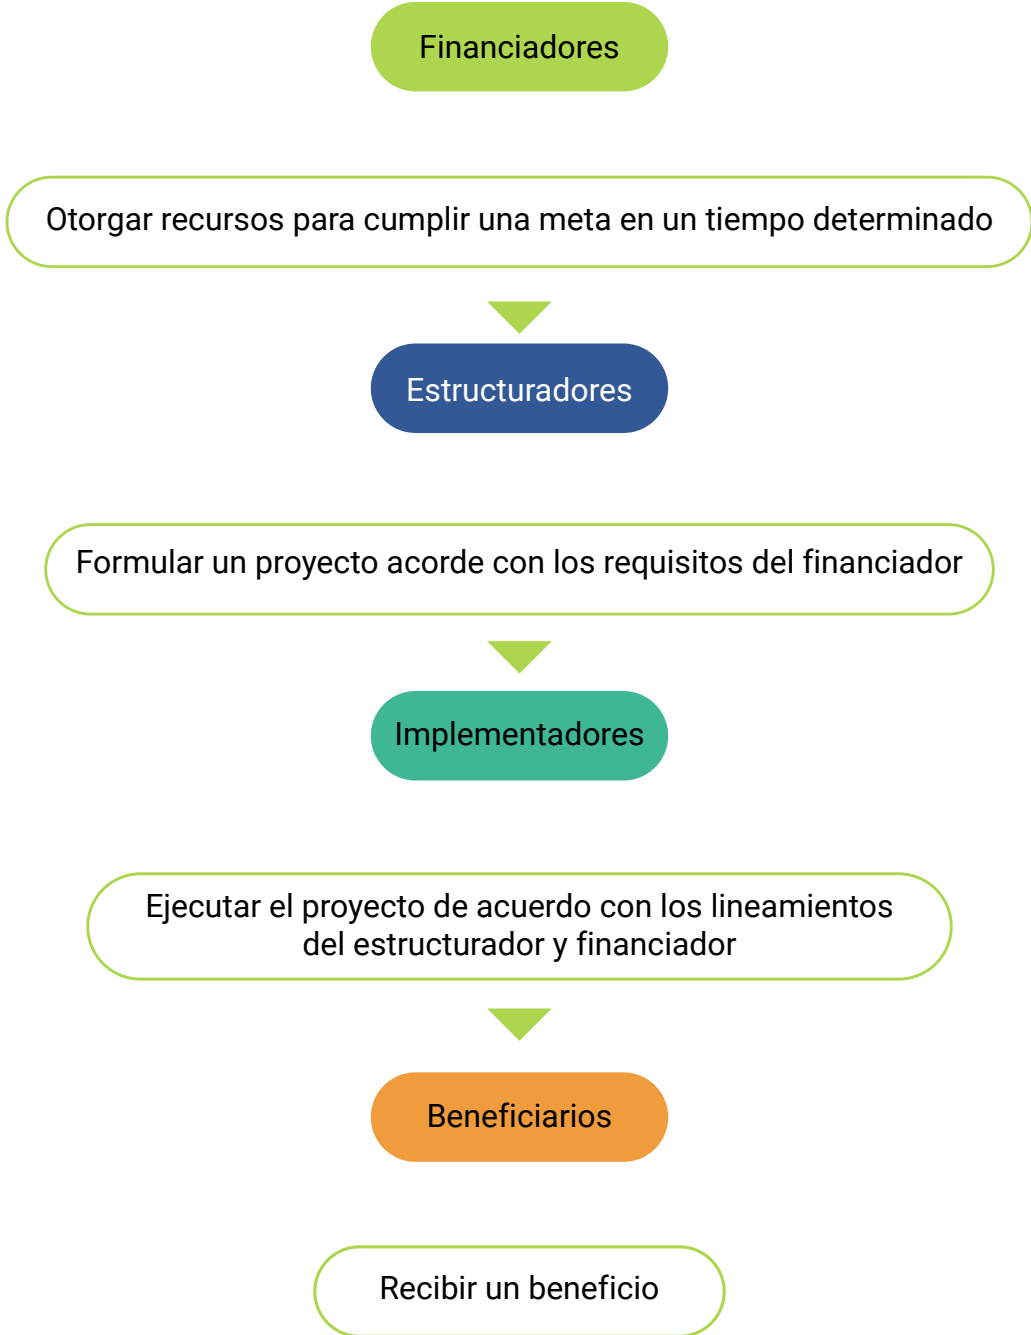 Financiadores
Otorgar recursos para cumplir una meta en un tiempo determinado
Estructuradores
Formular un proyecto acorde con los requisitos del financiador
Implementadores
Ejecutar el proyecto de acuerdo con los lineamientos
del estructurador y financiador
Beneficiarios
Recibir un beneficio